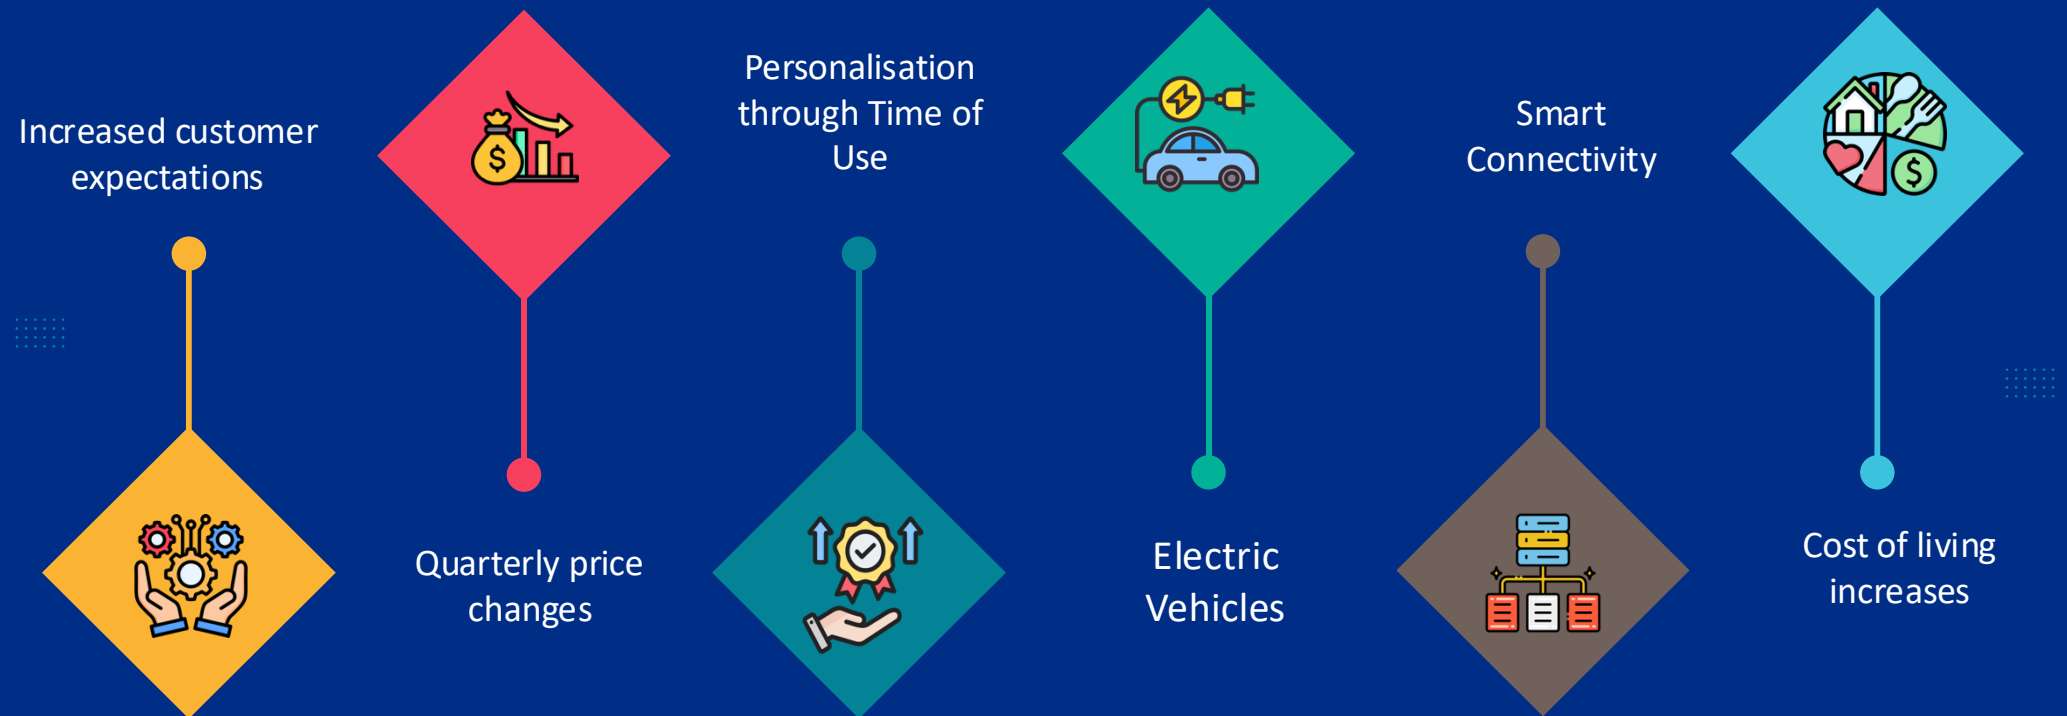 Increased customer
expectations
Quarterly price
changes
Personalisation
through Time of
Use
Electric
Vehicles
Smart
Connectivity
Cost of living
increases